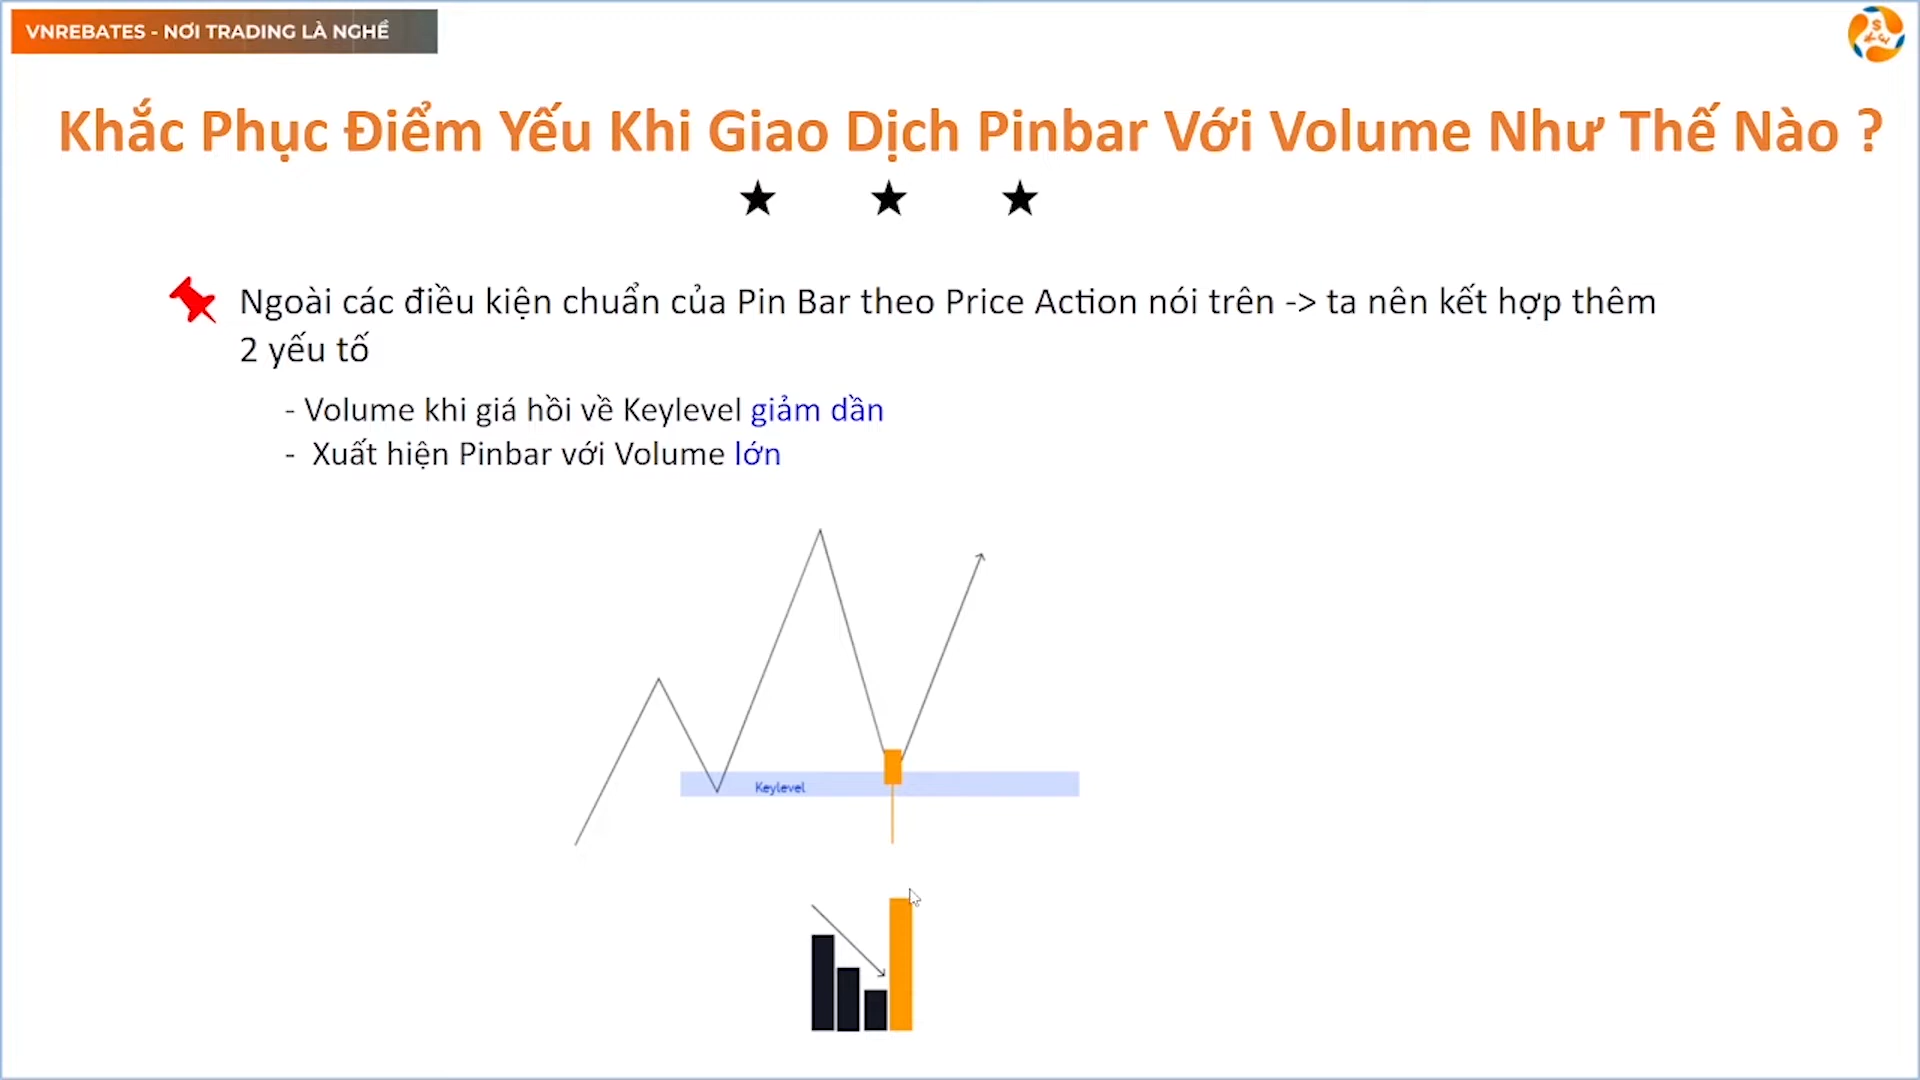 VNREBATES - NƠI TRADING LÀ NGHỀ
Khắc Phục Điểm Yếu Khi Giao Dịch Pinbar Với Volume Như Thế Nào ?
Ngoài các điều kiện chuẩn của Pin Bar theo Price Action nói trên -> ta nên kết hợp thêm
2 yếu tố
- Volume khi giá hồi về Keylevel giảm dần
- Xuất hiện Pinbar với Volume lớn
Keylevel